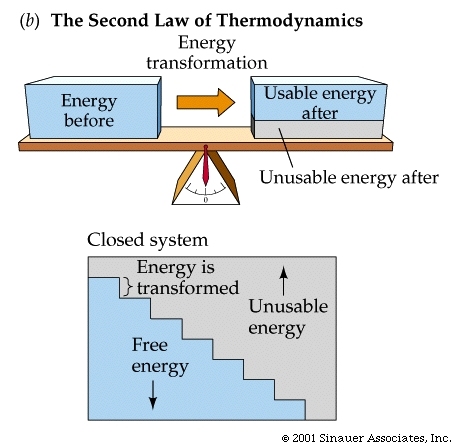 (b) The Second Law of Thermodynamics
Energy
transformation
Energy
before
Usable energy
after
Unusable energy after
0
Closed system
Energy is
transformed
Unusable
energy
Free
energy
© 2001 Sinauer Associates, Inc.